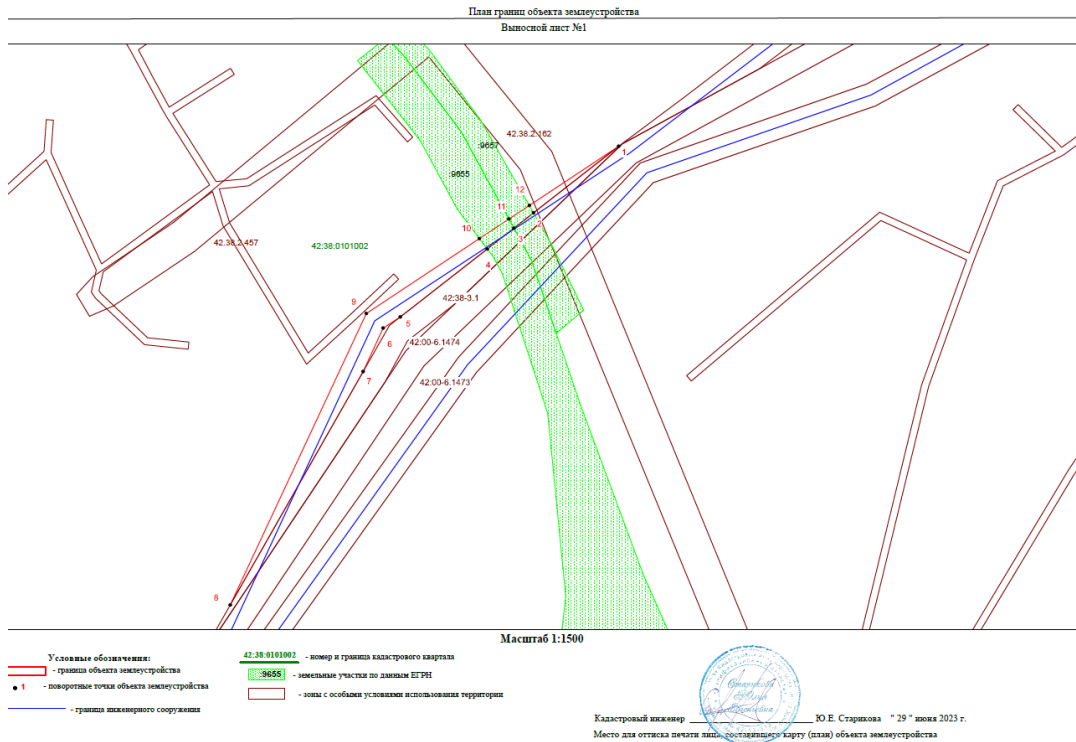 План границ объекта землеустройства
Выносной лист №1
42.38.2.162
:9657
1
:9655
12
11
2
10
3
42.38.2.457
42:38:0101002
4
42:38-3.1
9
5
6
42:00-6.1474
7
42:00-6.1473
8
Масштаб 1:1500
Условные обозначения:
- граница объекта землеустройства
1 - поворотные точки объекта землеустройства
- граница инженерного сооружения
42:38:0101002 - номер и граница кадастрового квартала
:9655 - земельные участки по данным ЕГРН
- зоны с особыми условиями использования территории
Старикова
Юлия
Кадастровый инженер Ю.Е. Старикова " 29 " июня 2023 г.
Место для оттиска печати лица, составившего карту (план) объекта землеустройства